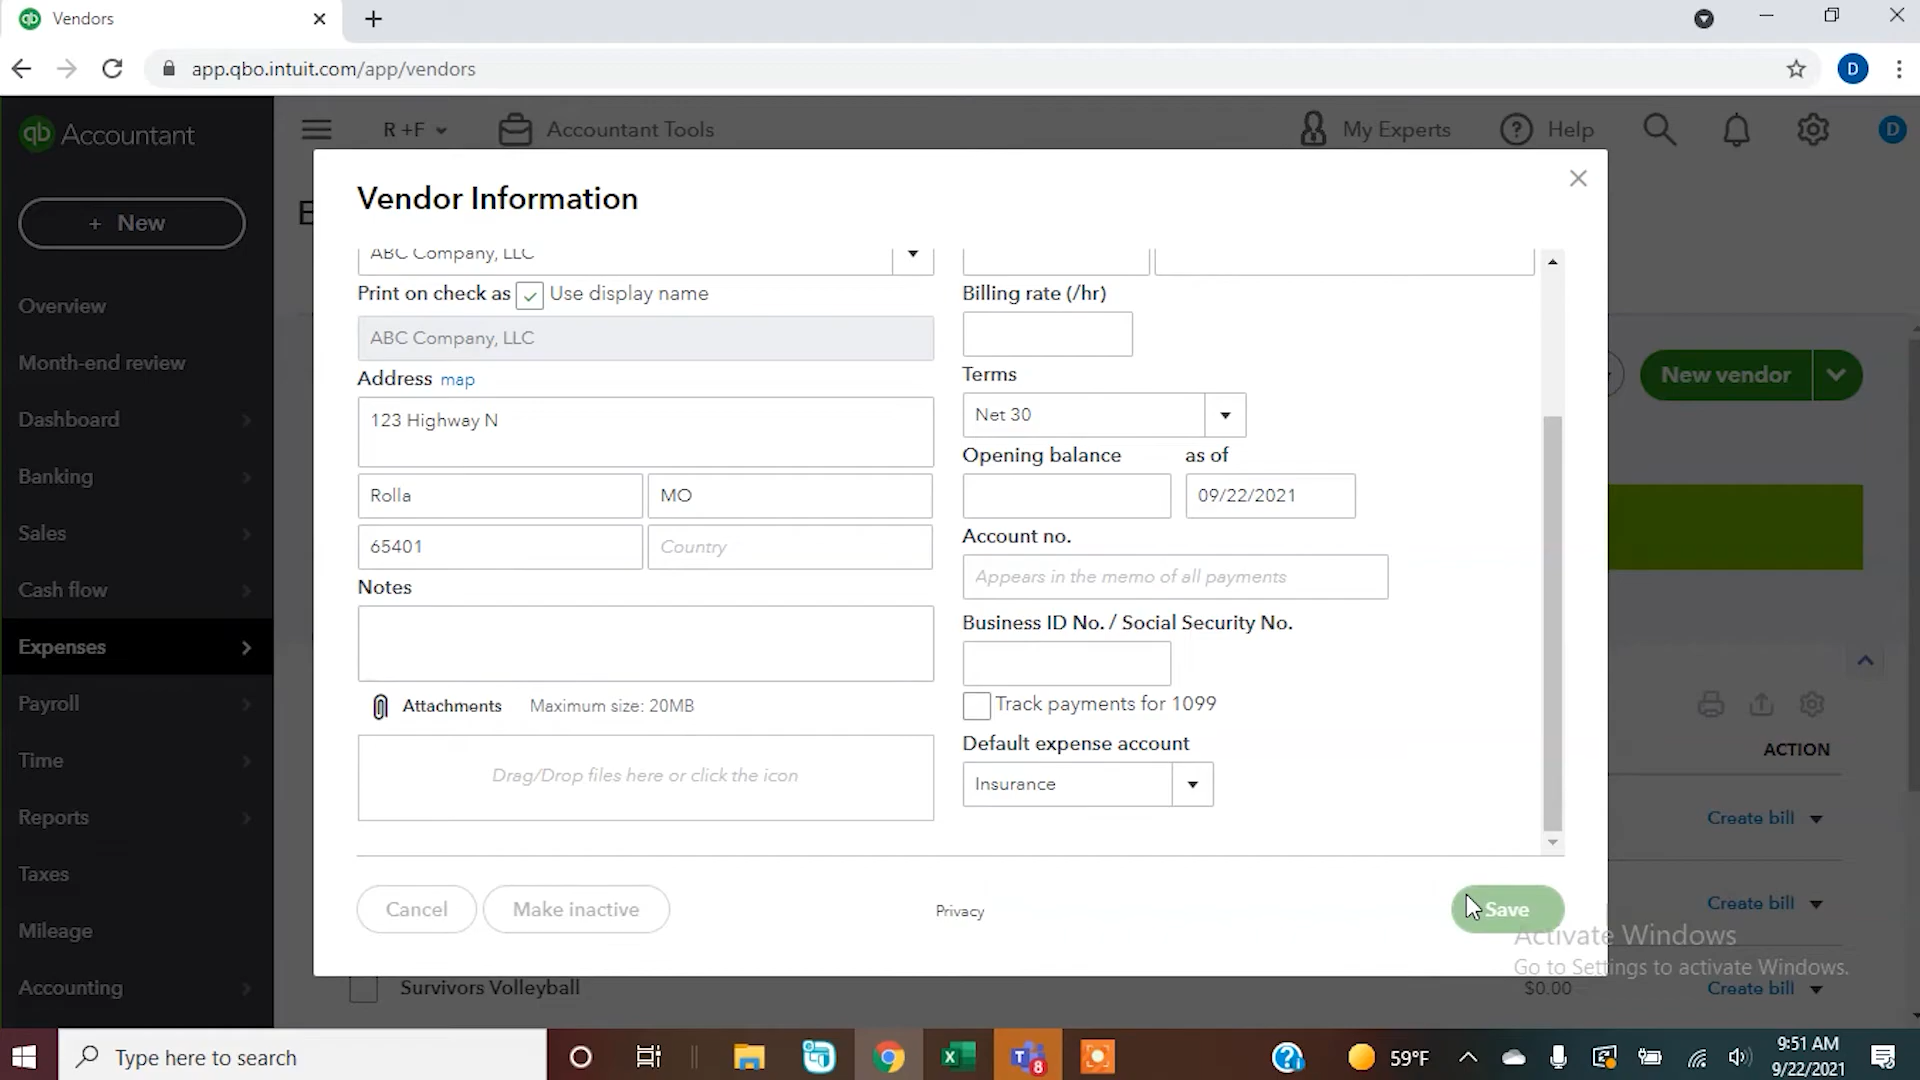 Vendors
app.qbo.intuit.com/app/vendors
D
qb Accountant
R +F
Accountant Tools
My Experts
Help
D
+ New
Overview
Month-end review
Dashboard
Banking
Sales
Cash flow
Expenses
Payroll
Time
Reports
Taxes
Mileage
Accounting
Vendor Information
ABC Company, LLC
Print on check as Use display name
ABC Company, LLC
Address map
123 Highway N
Rolla
MO
65401
Country
Notes
Attachments Maximum size: 20MB
Drag/Drop files here or click the icon
Billing rate (/hr)
Terms
Net 30
Opening balance as of
09/22/2021
Account no.
Appears in the memo of all payments
Business ID No. / Social Security No.
Track payments for 1099
Default expense account
Insurance
Cancel
Make inactive
Privacy
Save
New vendor
ACTION
Create bill
Create bill
Activate Windows
Go to Settings to activate Windows.
Survivors Volleyball
$0.00
Create bill
Type here to search
8
59°F
9:51 AM
9/22/2021